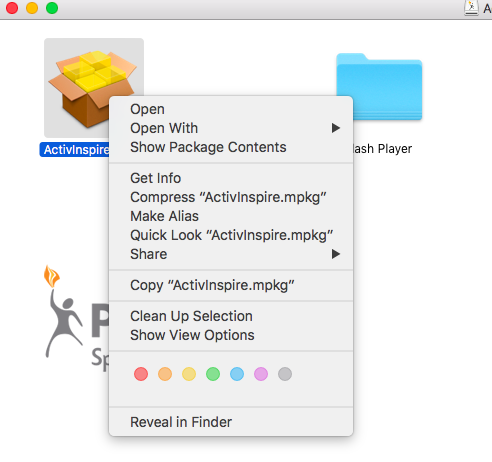 A
ActivInspire
lash Player
Open
Open With
Show Package Contents
Get Info
Compress “ActivInspire.mpkg”
Make Alias
Quick Look “ActivInspire.mpkg”
Share
Copy “ActivInspire.mpkg”
Clean Up Selection
Show View Options
Reveal in Finder
P
Sp